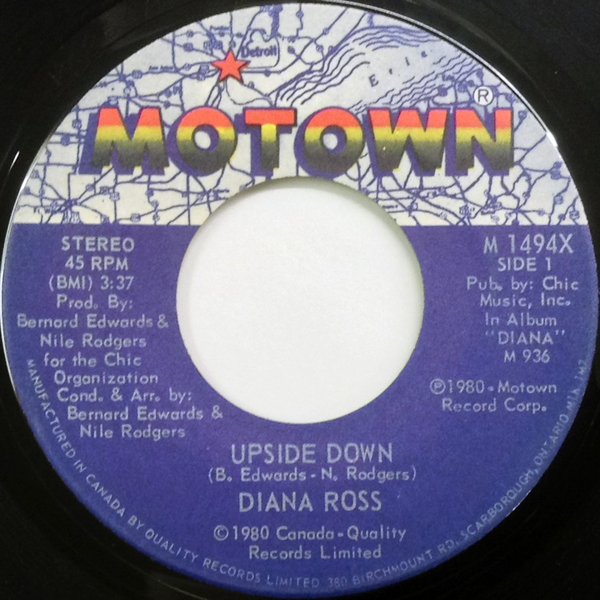 Detroit
Erie
MOTOWN®
STEREO
45 RPM
(BMI) 3:37
Prod. By:
Bernard Edwards &
Nile Rodgers
for the Chic
Organization
Cond. & Arr. by:
Bernard Edwards &
Nile Rodgers
M 1494X
SIDE 1
Pub. by: Chic
Music, Inc.
In Album
"DIANA"
M 936
℗1980-Motown
Record Corp.
UPSIDE DOWN
(B. Edwards - N. Rodgers)
DIANA ROSS
©1980 Canada-Quality
Records Limited
MANUFACTURED IN CANADA BY QUALITY RECORDS LIMITED 380 BIRCHMOUNT RD. SCARBOROUGH, ONTARIO M1K 1M7